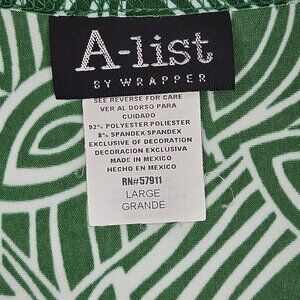 A-list
BY WRAPPER
SEE REVERSE FOR CARE
VER AL DORSO PARA
CUIDADO
92% POLYESTER/POLIESTER
8% SPANDEX/SPANDEX
EXCLUSIVE OF DECORATION
DECORACION EXCLUSIVA
MADE IN MEXICO
HECHO EN MEXICO
RN#57911
LARGE
GRANDE